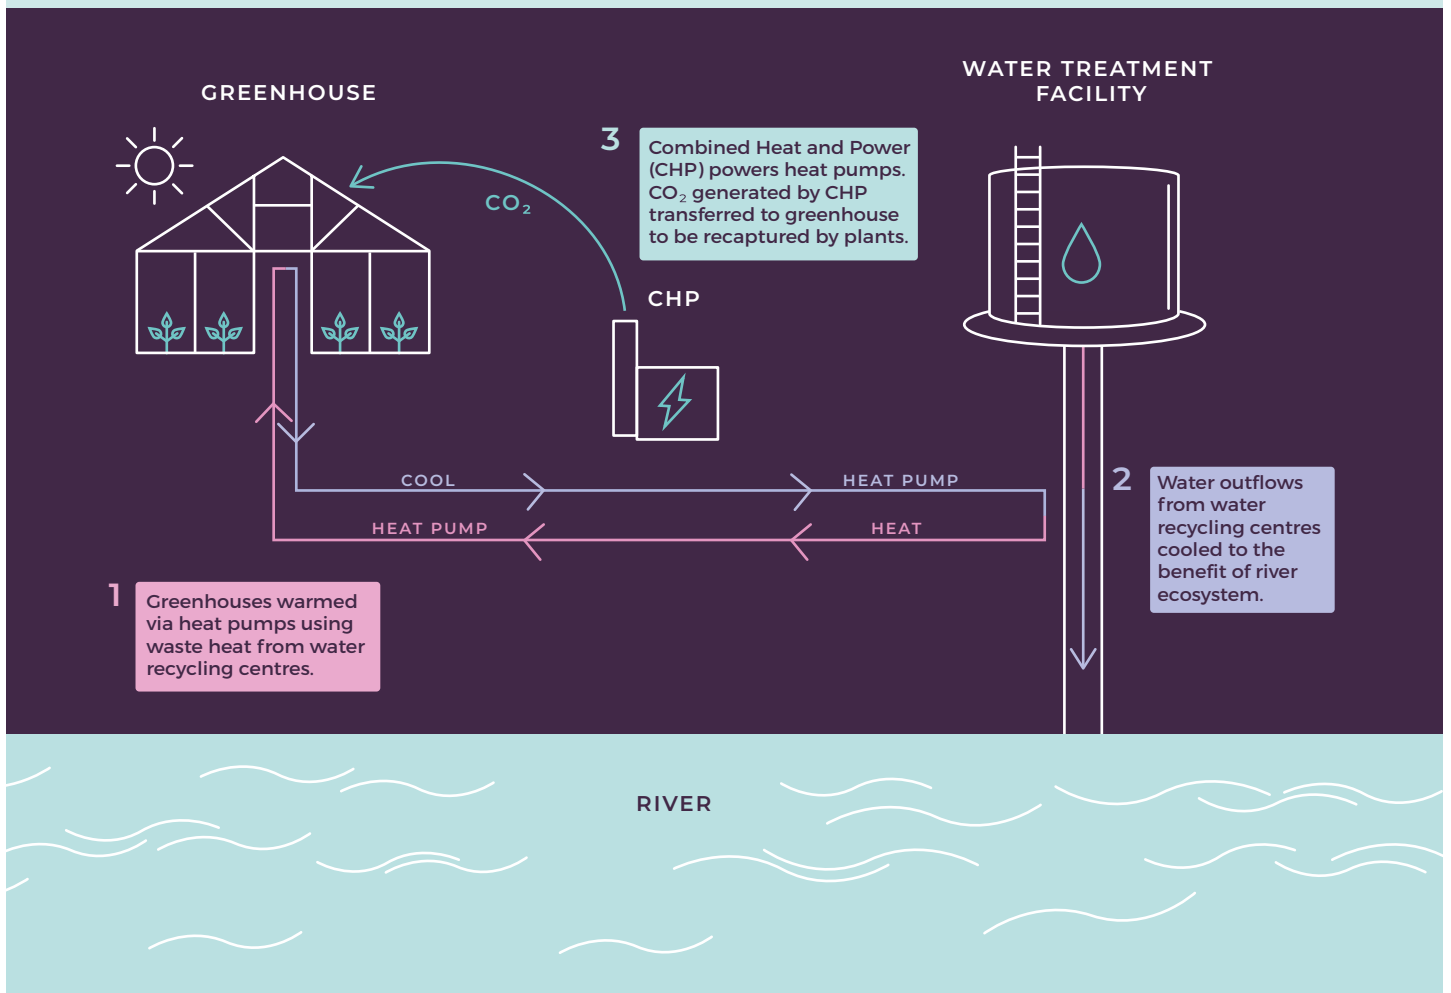 GREENHOUSE
WATER TREATMENT
FACILITY
3
Combined Heat and Power
(CHP) powers heat pumps.
CO₂ generated by CHP
transferred to greenhouse
to be recaptured by plants.
CO₂
CHP
COOL
HEAT PUMP
HEAT PUMP
HEAT
2
Water outflows
from water
recycling centres
cooled to the
benefit of river
ecosystem.
1
Greenhouses warmed
via heat pumps using
waste heat from water
recycling centres.
RIVER